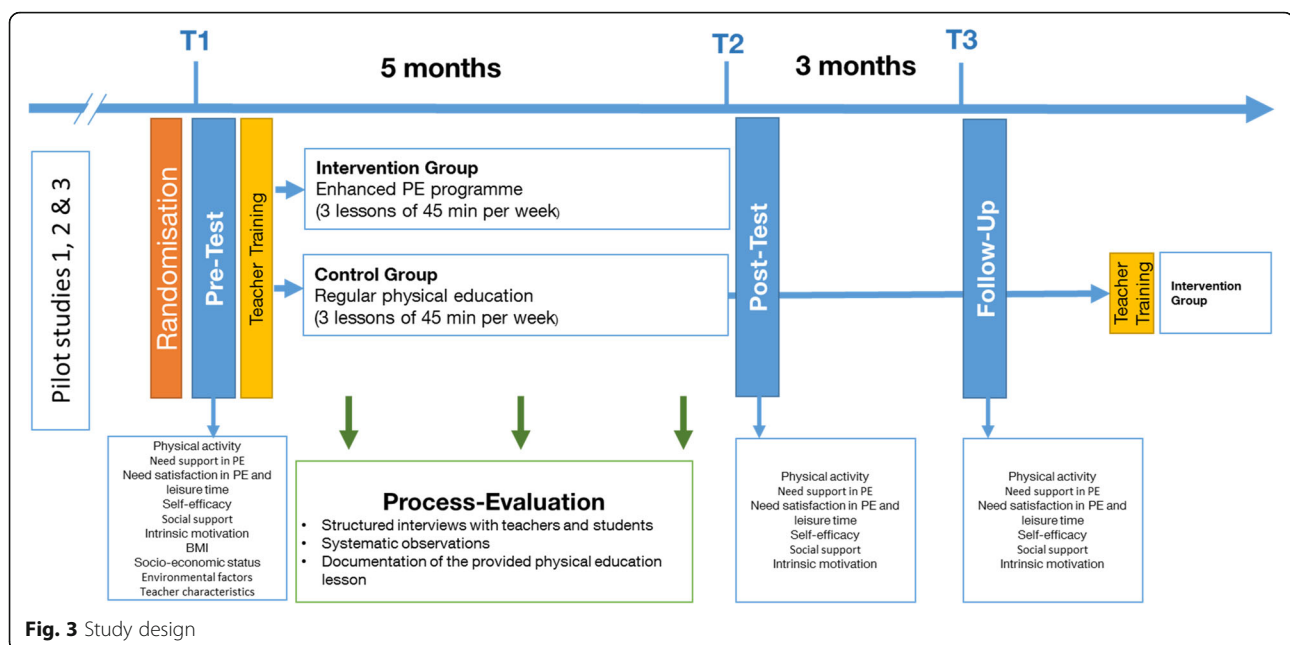 T1
T2
T3
5 months
3 months
Pilot studies 1, 2 & 3
Randomisation
Pre-Test
Teacher Training
Intervention Group
Enhanced PE programme
(3 lessons of 45 min per week)
Control Group
Regular physical education
(3 lessons of 45 min per week)
Post-Test
Follow-Up
Teacher
Training
Intervention
Group
Physical activity
Need support in PE
Need satisfaction in PE and
leisure time
Self-efficacy
Social support
Intrinsic motivation
BMI
Socio-economic status
Environmental factors
Teacher characteristics
Process-Evaluation
• Structured interviews with teachers and students
• Systematic observations
• Documentation of the provided physical education
lesson
Physical activity
Need support in PE
Need satisfaction in PE and
leisure time
Self-efficacy
Social support
Intrinsic motivation
Physical activity
Need support in PE
Need satisfaction in PE and
leisure time
Self-efficacy
Social support
Intrinsic motivation
Fig. 3 Study design